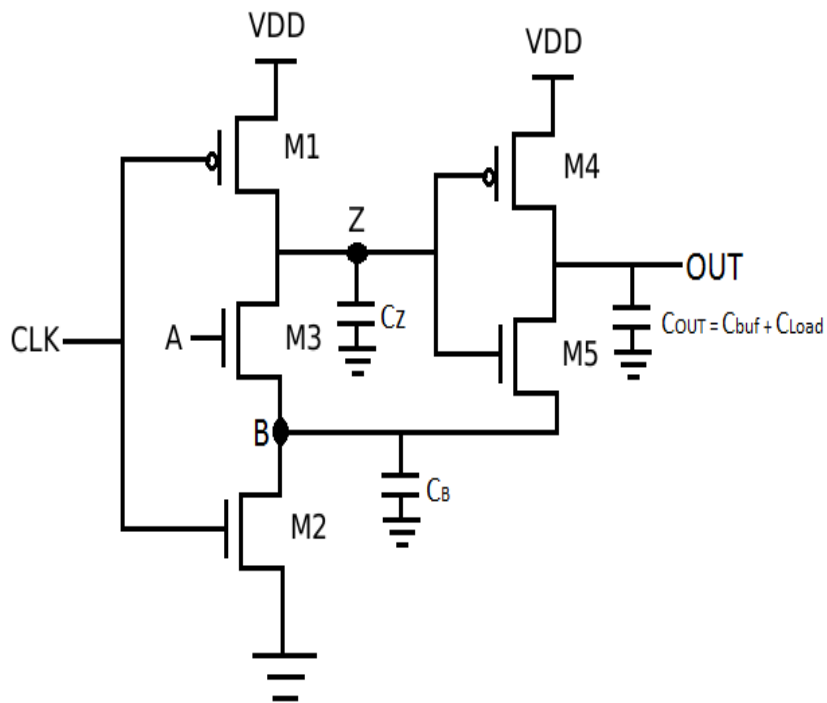 VDD
VDD
M1
M4
Z
OUT
CZ
COUT = Cbuf + CLoad
CLK
A
M3
M5
B
CB
M2